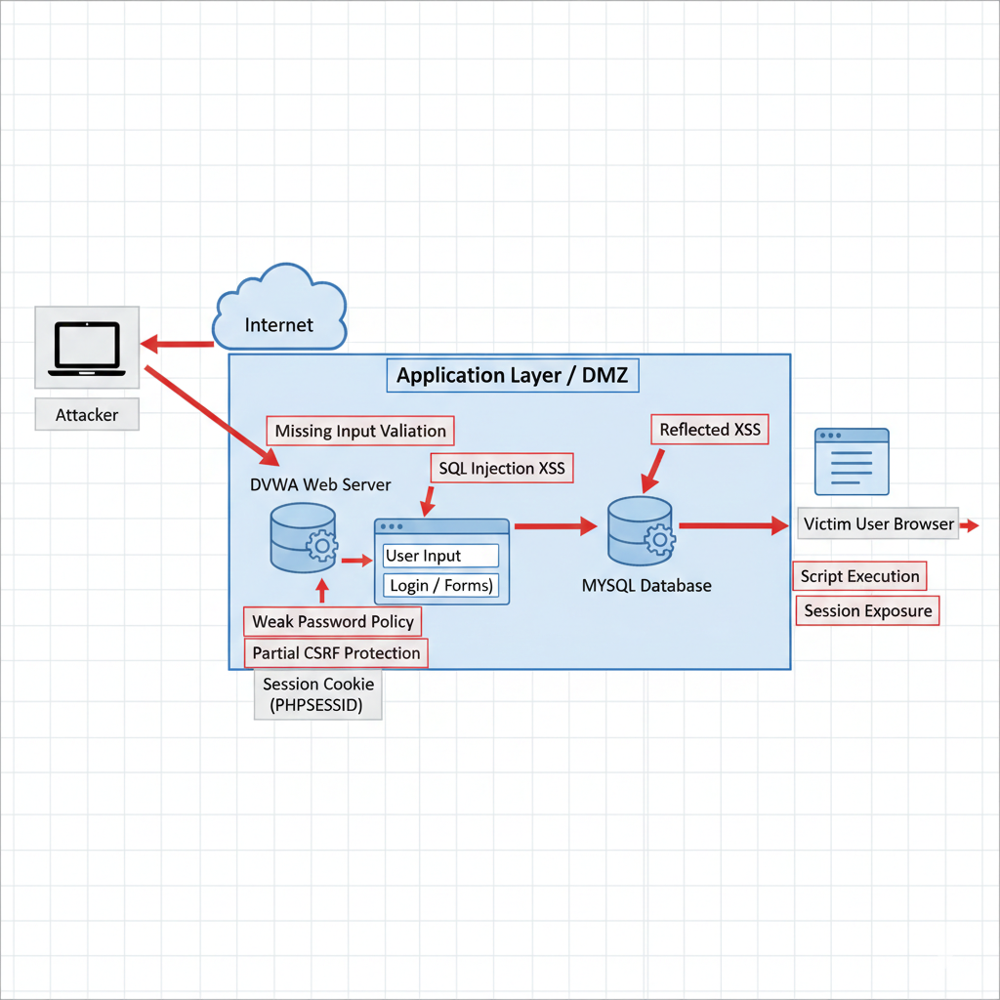 Internet
Application Layer / DMZ
Attacker
Missing Input Valiation
Reflected XSS
SQL Injection XSS
DVWA Web Server
Victim User Browser
User Input
Login / Forms)
MYSQL Database
Script Execution
Session Exposure
Weak Password Policy
Partial CSRF Protection
Session Cookie
(PHPSESSID)